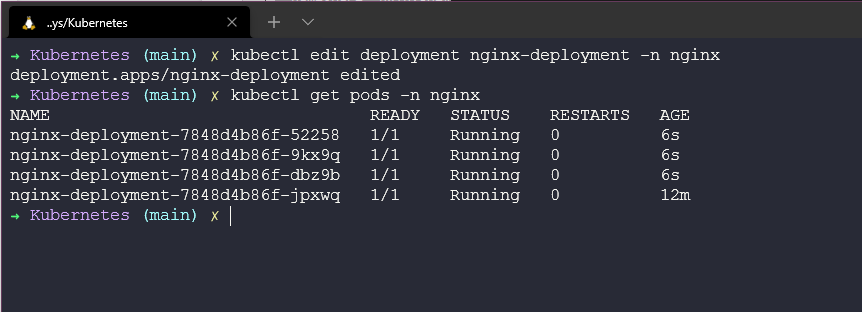 ..ys/Kubernetes
→ Kubernetes (main) ✗ kubectl edit deployment nginx-deployment -n nginx
deployment.apps/nginx-deployment edited
→ Kubernetes (main) ✗ kubectl get pods -n nginx
NAME READY STATUS RESTARTS AGE
nginx-deployment-7848d4b86f-52258 1/1 Running 0 6s
nginx-deployment-7848d4b86f-9kx9q 1/1 Running 0 6s
nginx-deployment-7848d4b86f-dbz9b 1/1 Running 0 6s
nginx-deployment-7848d4b86f-jpxwq 1/1 Running 0 12m
→ Kubernetes (main) ✗